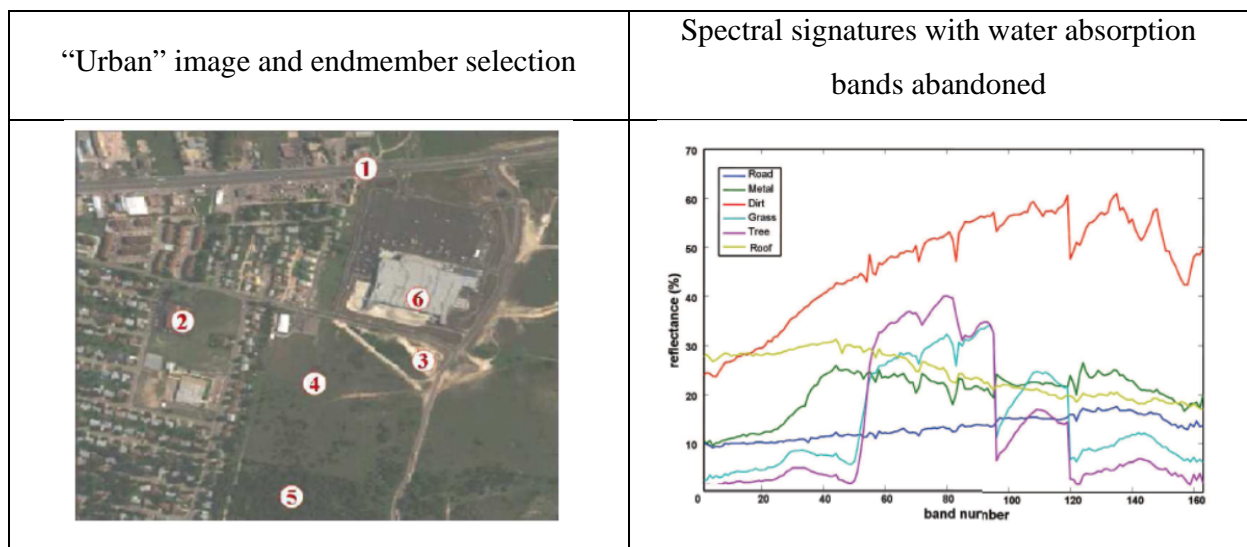 “Urban” image and endmember selection
Spectral signatures with water absorption
bands abandoned
1
2
6
3
4
5
70
60
50
40
30
20
10
reflectance (%)
Road
Metal
Dirt
Grass
Tree
Roof
0
20
40
60
80
100
120
140
160
band number